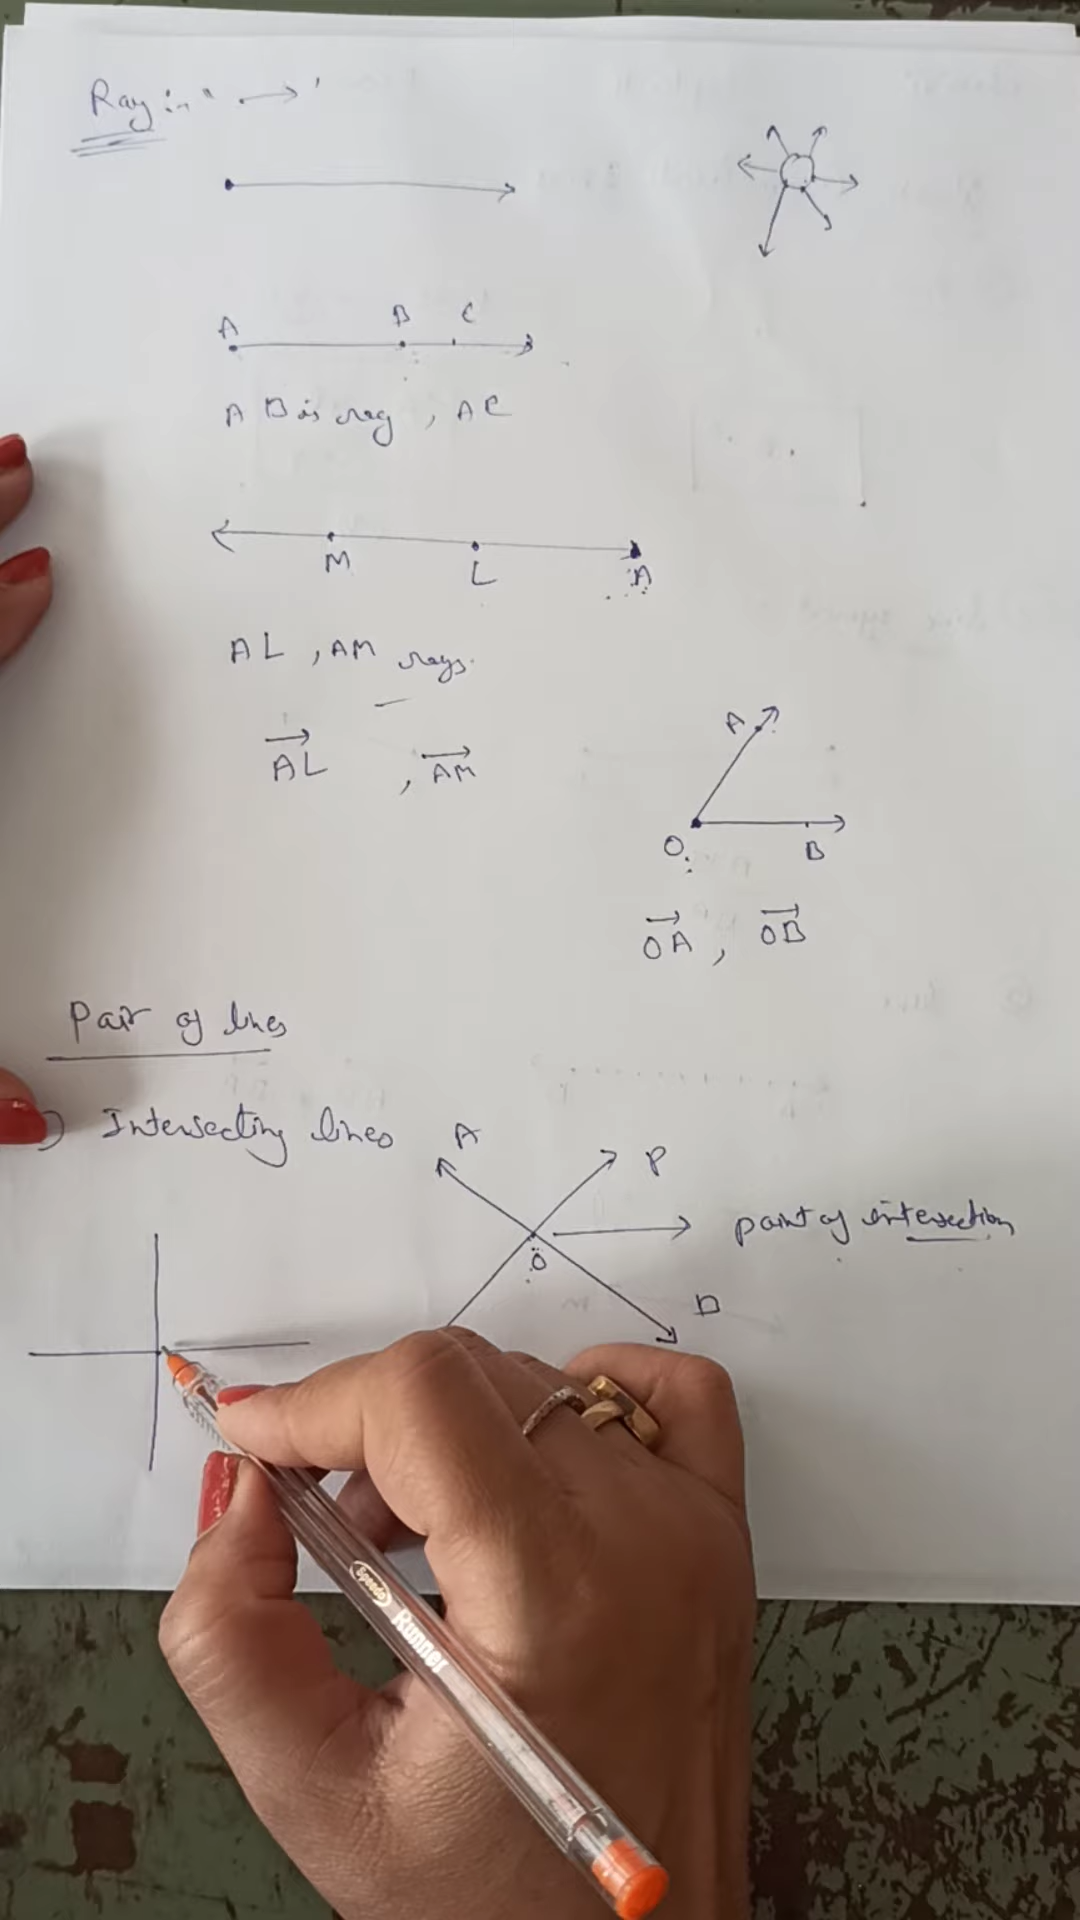 Ray in " → '
A B C
A B is ray , A C
M L A
AL , AM rays.
AL , AM
A
O B
OA , OB
Pair of lines
) Intersecting lines
A P
point of intersection
O
B
Speedo Runner